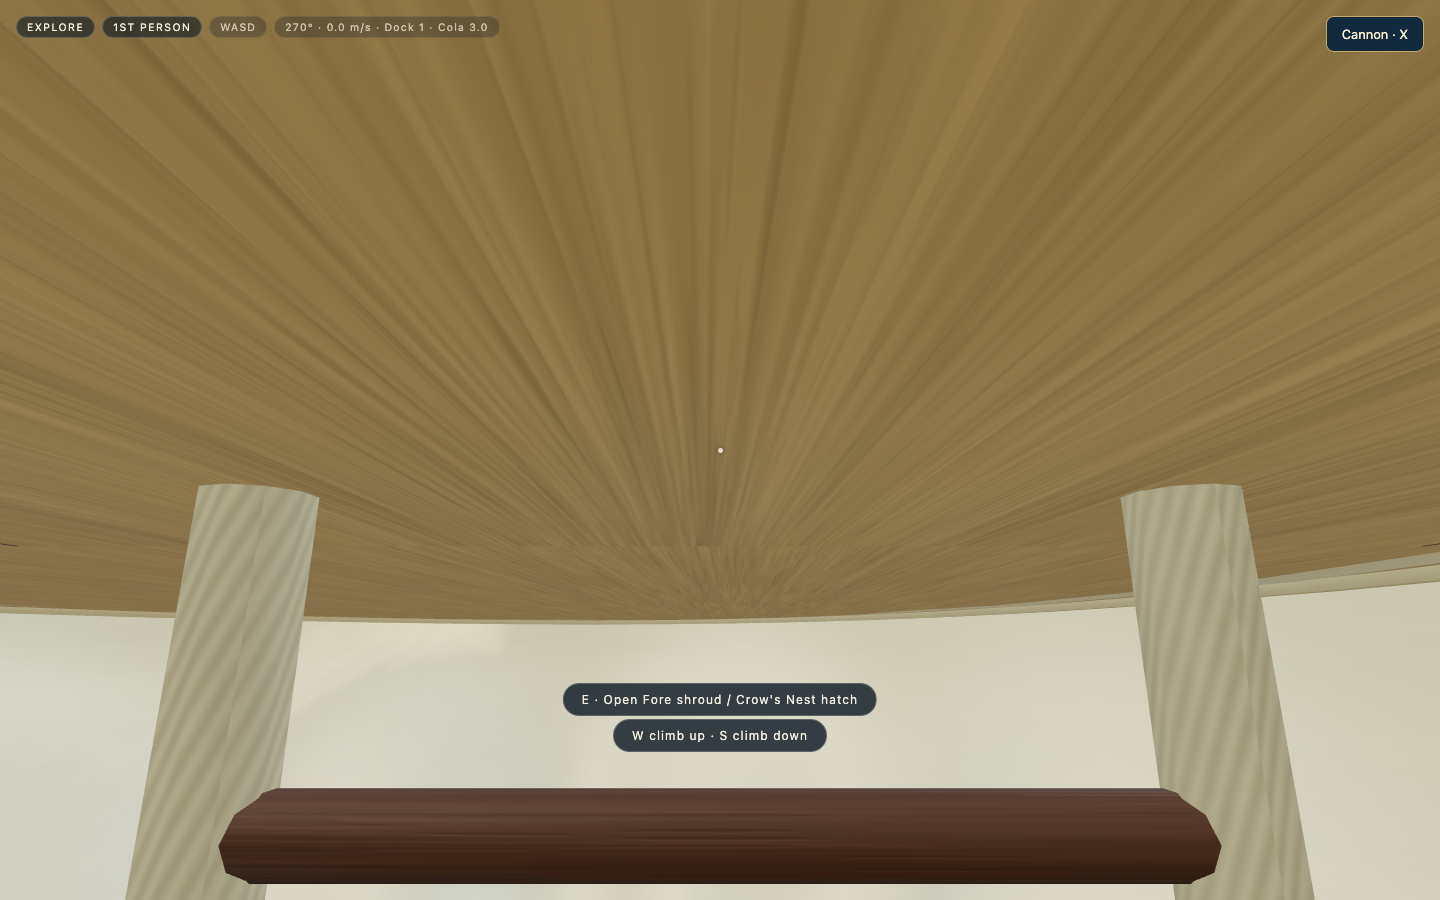 EXPLORE
1ST PERSON
WASD
270° · 0.0 m/s · Dock 1 · Cola 3.0
Cannon · X
E · Open Fore shroud / Crow's Nest hatch
W climb up · S climb down